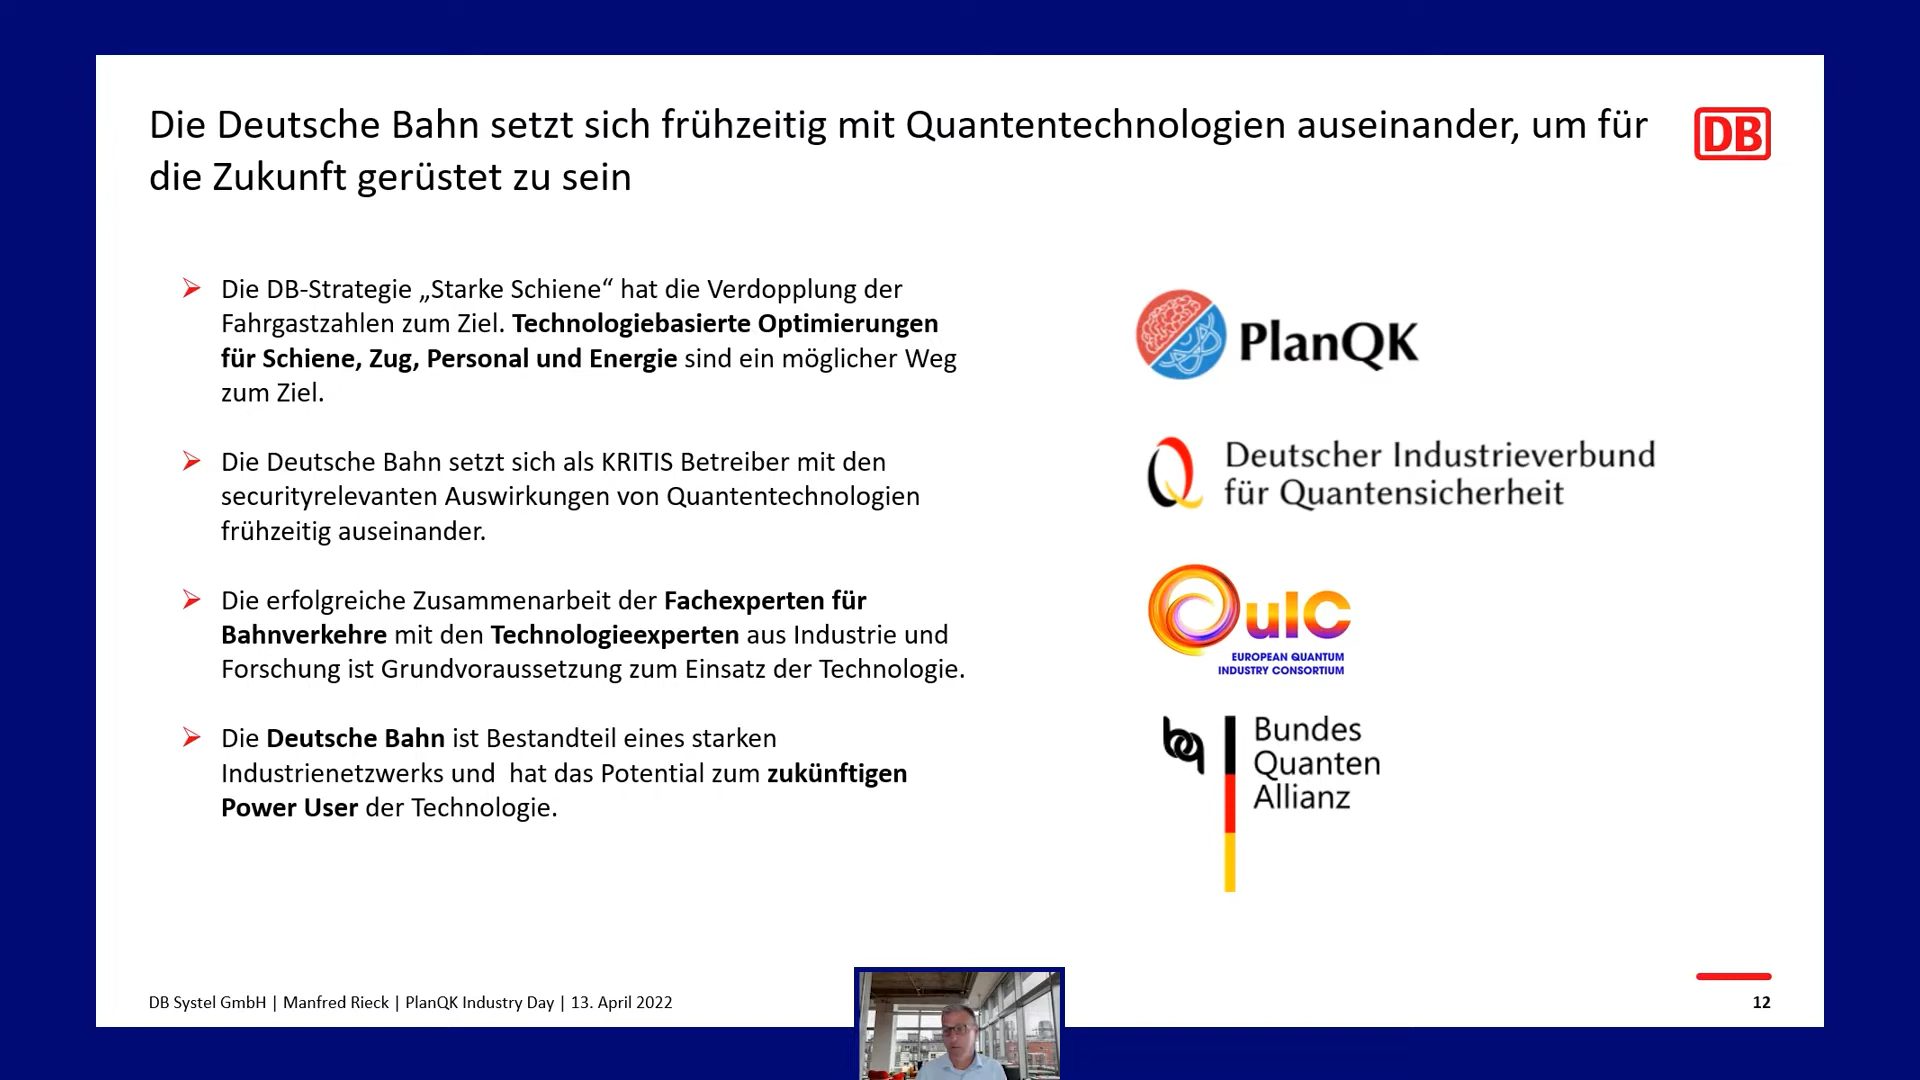 Die Deutsche Bahn setzt sich frühzeitig mit Quantentechnologien auseinander, um für
die Zukunft gerüstet zu sein
DB
Die DB-Strategie „Starke Schiene“ hat die Verdopplung der
Fahrgastzahlen zum Ziel. Technologiebasierte Optimierungen
für Schiene, Zug, Personal und Energie sind ein möglicher Weg
zum Ziel.
Die Deutsche Bahn setzt sich als KRITIS Betreiber mit den
securityrelevanten Auswirkungen von Quantentechnologien
frühzeitig auseinander.
Die erfolgreiche Zusammenarbeit der Fachexperten für
Bahnverkehre mit den Technologieexperten aus Industrie und
Forschung ist Grundvoraussetzung zum Einsatz der Technologie.
Die Deutsche Bahn ist Bestandteil eines starken
Industrienetzwerks und  hat das Potential zum zukünftigen
Power User der Technologie.
PlanQK
Deutscher Industrieverbund
für Quantensicherheit
QuIC
EUROPEAN QUANTUM
INDUSTRY CONSORTIUM
bq
Bundes
Quanten
Allianz
DB Systel GmbH | Manfred Rieck | PlanQK Industry Day | 13. April 2022
12